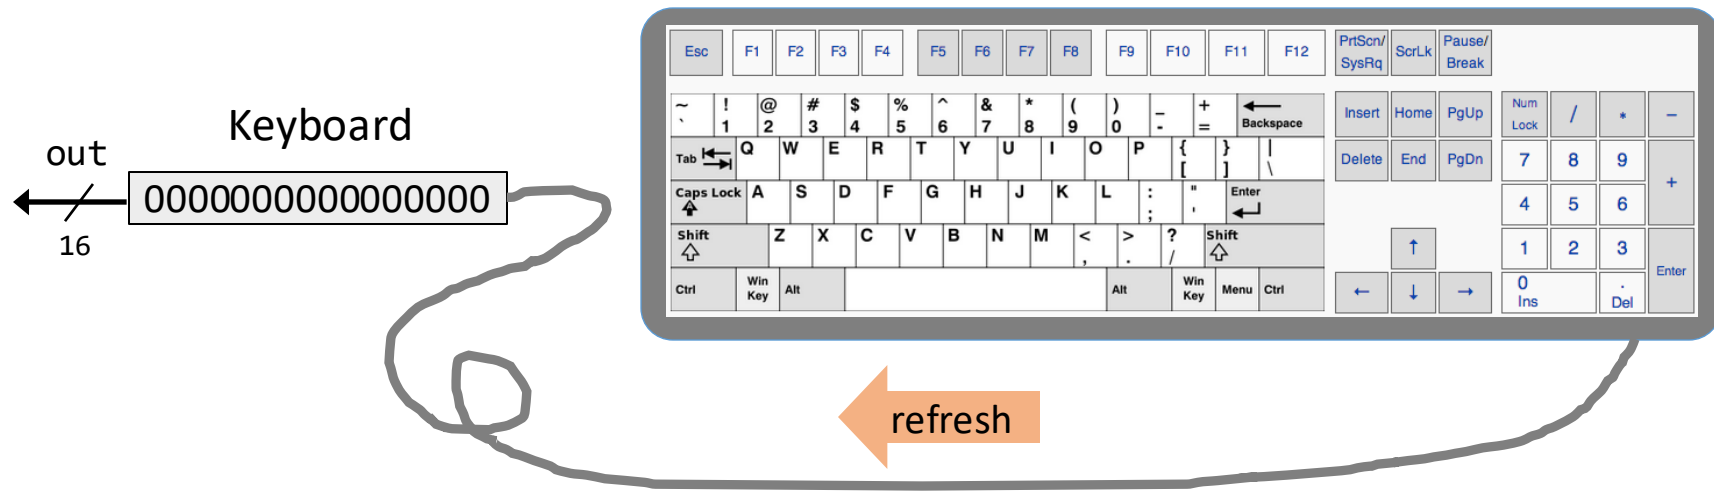 Keyboard
out
0000000000000000
16
refresh
Esc F1 F2 F3 F4 F5 F6 F7 F8 F9 F10 F11 F12 PrtScn/ SysRq ScrLk Pause/ Break
~ ! @ # $ % ^ & * ( ) _ +
` 1 2 3 4 5 6 7 8 9 0 - = Backspace
Insert Home PgUp Num Lock / * −
Tab Q W E R T Y U I O P { } |
[ ] \
Delete End PgDn 7 8 9 +
Caps Lock A S D F G H J K L : " Enter
; '
4 5 6
Shift Z X C V B N M < > ? Shift
, . /
↑ 1 2 3 Enter
Ctrl Win Key Alt Alt Win Key Menu Ctrl
← ↓ → 0 Ins . Del